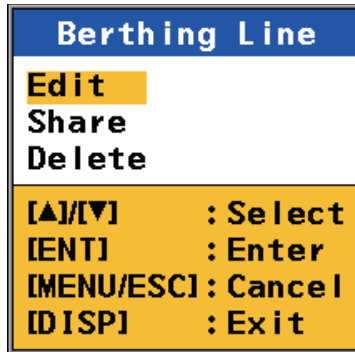 Berthing Line
Edit
Share
Delete
[▲]/[▼] : Select
[ENT] : Enter
[MENU/ESC] : Cancel
[DISP] : Exit